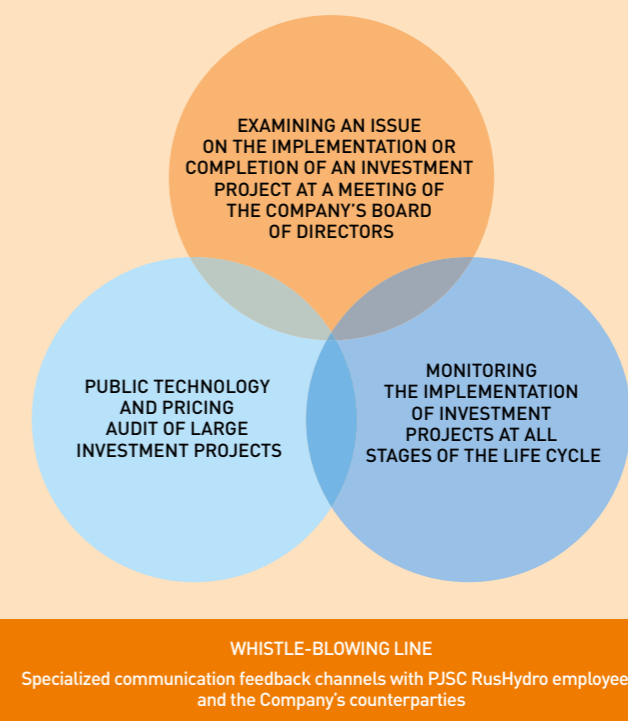 EXAMINING AN ISSUE
ON THE IMPLEMENTATION OR
COMPLETION OF AN INVESTMENT
PROJECT AT A MEETING OF
THE COMPANY'S BOARD
OF DIRECTORS
PUBLIC TECHNOLOGY
AND PRICING
AUDIT OF LARGE
INVESTMENT PROJECTS
MONITORING
THE IMPLEMENTATION
OF INVESTMENT
PROJECTS AT ALL
STAGES OF THE LIFE CYCLE
WHISTLE-BLOWING LINE
Specialized communication feedback channels with PJSC RusHydro employee
and the Company's counterparties